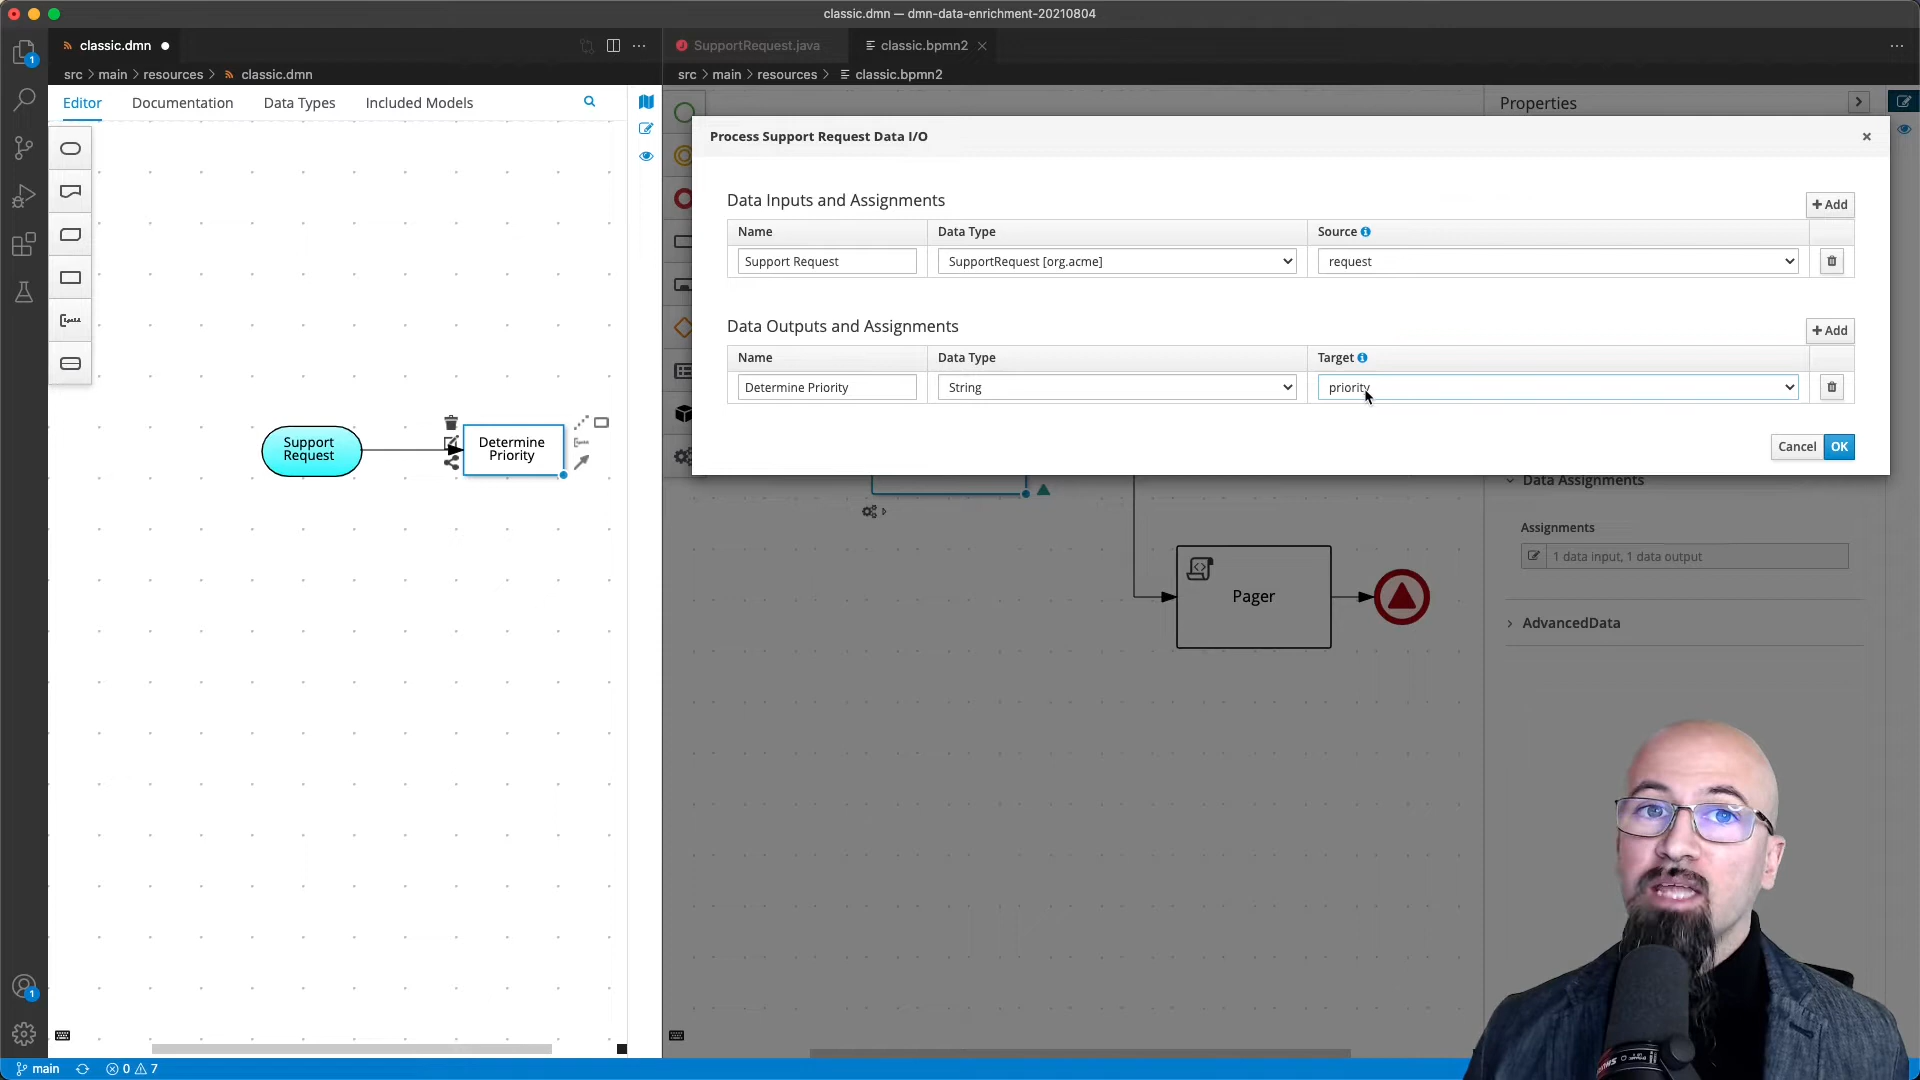 classic.dmn — dmn-data-enrichment-20210804
classic.dmn
SupportRequest.java
classic.bpmn2
src > main > resources > classic.dmn
src > main > resources > classic.bpmn2
Editor
Documentation
Data Types
Included Models
Properties
Process Support Request Data I/O
Data Inputs and Assignments
+ Add
Name
Data Type
Source
Support Request
SupportRequest [org.acme]
request
Data Outputs and Assignments
+ Add
Name
Data Type
Target
Determine Priority
String
priority
Cancel
OK
Support
Request
Determine
Priority
Data Assignments
Assignments
1 data input, 1 data output
Pager
AdvancedData
1
1
main
0
7